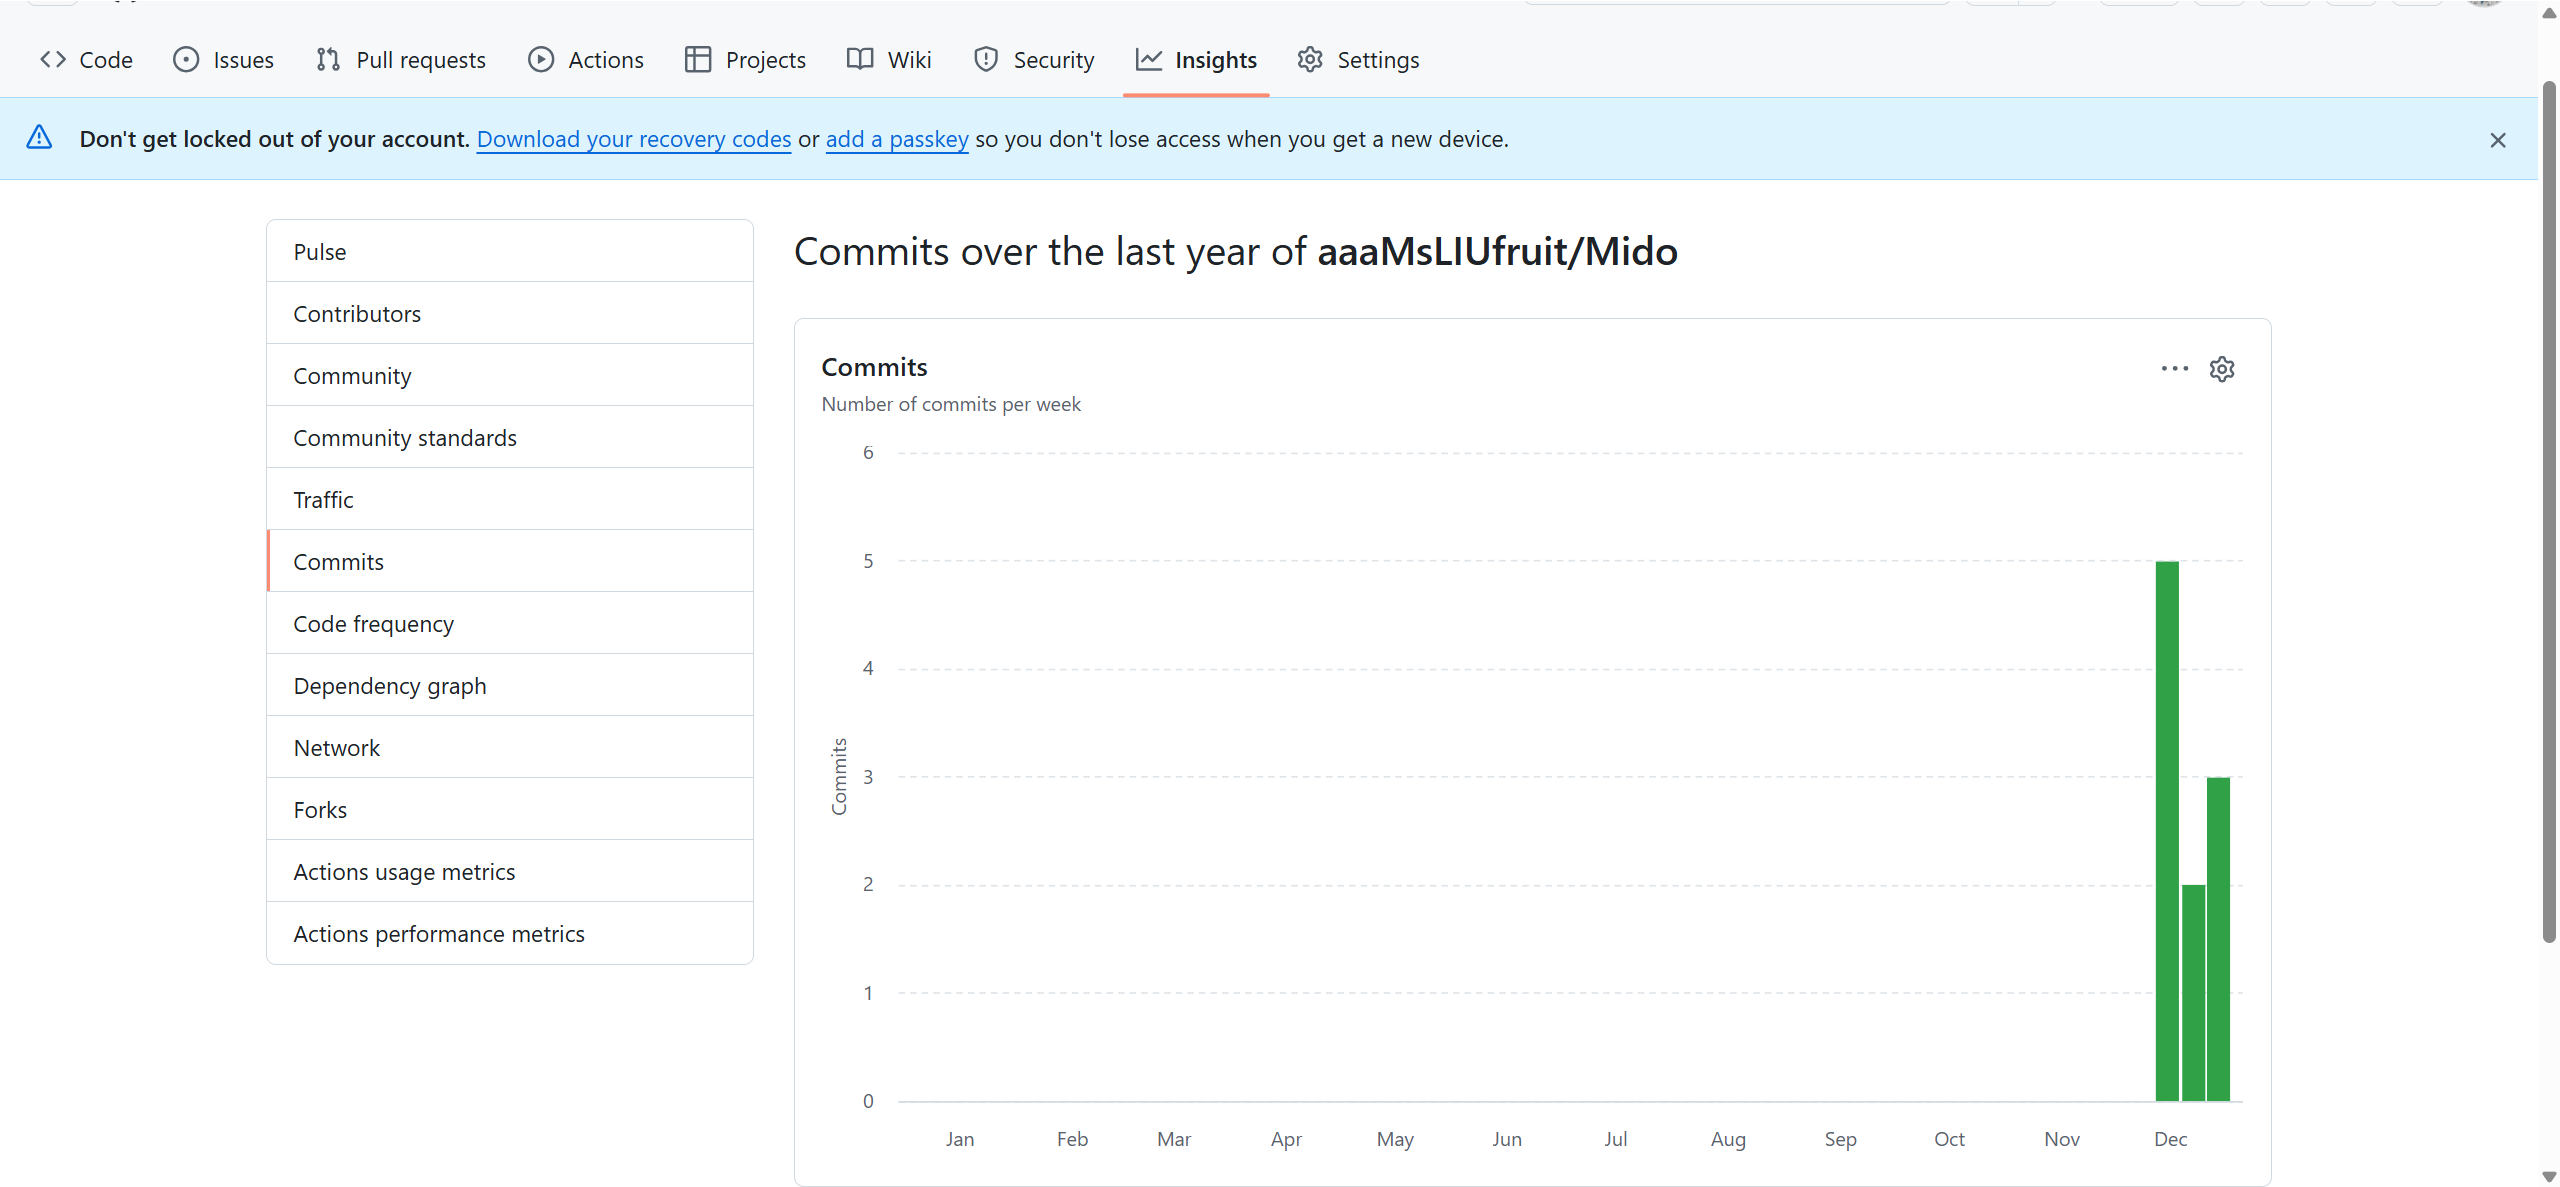 Code Issues Pull requests Actions Projects Wiki Security Insights Settings
Don't get locked out of your account. Download your recovery codes or add a passkey so you don't lose access when you get a new device.
Pulse
Contributors
Community
Community standards
Traffic
Commits
Code frequency
Dependency graph
Network
Forks
Actions usage metrics
Actions performance metrics
Commits over the last year of aaaMsLIUfruit/Mido
Commits
Number of commits per week
6
5
4
3
2
1
0
Commits
Jan Feb Mar Apr May Jun Jul Aug Sep Oct Nov Dec